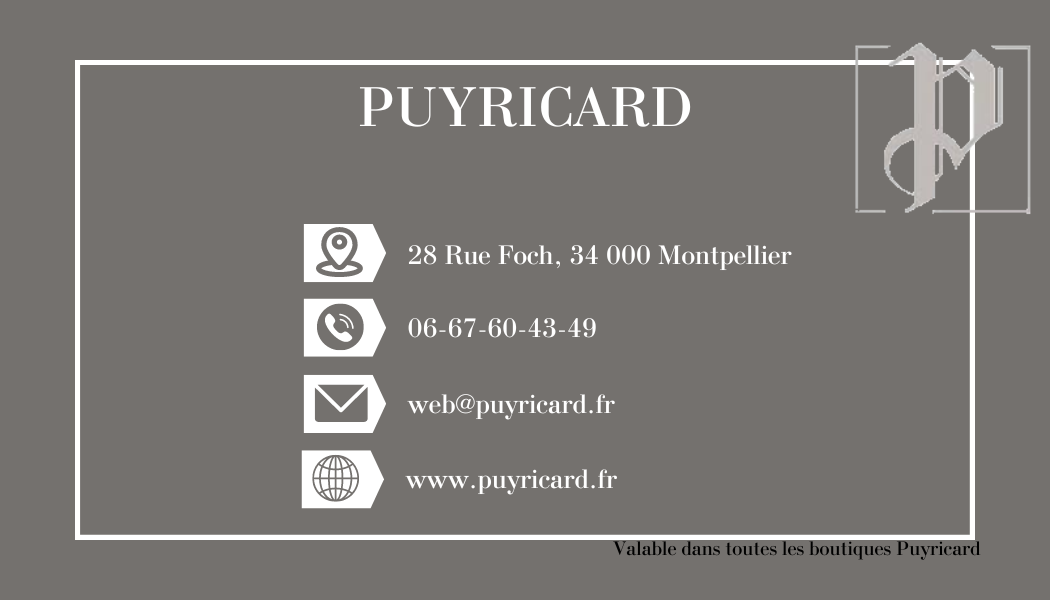 PUYRICARD
P
28 Rue Foch, 34 000 Montpellier
06-67-60-43-49
web@puyricard.fr
www.puyricard.fr
Valable dans toutes les boutiques Puyricard